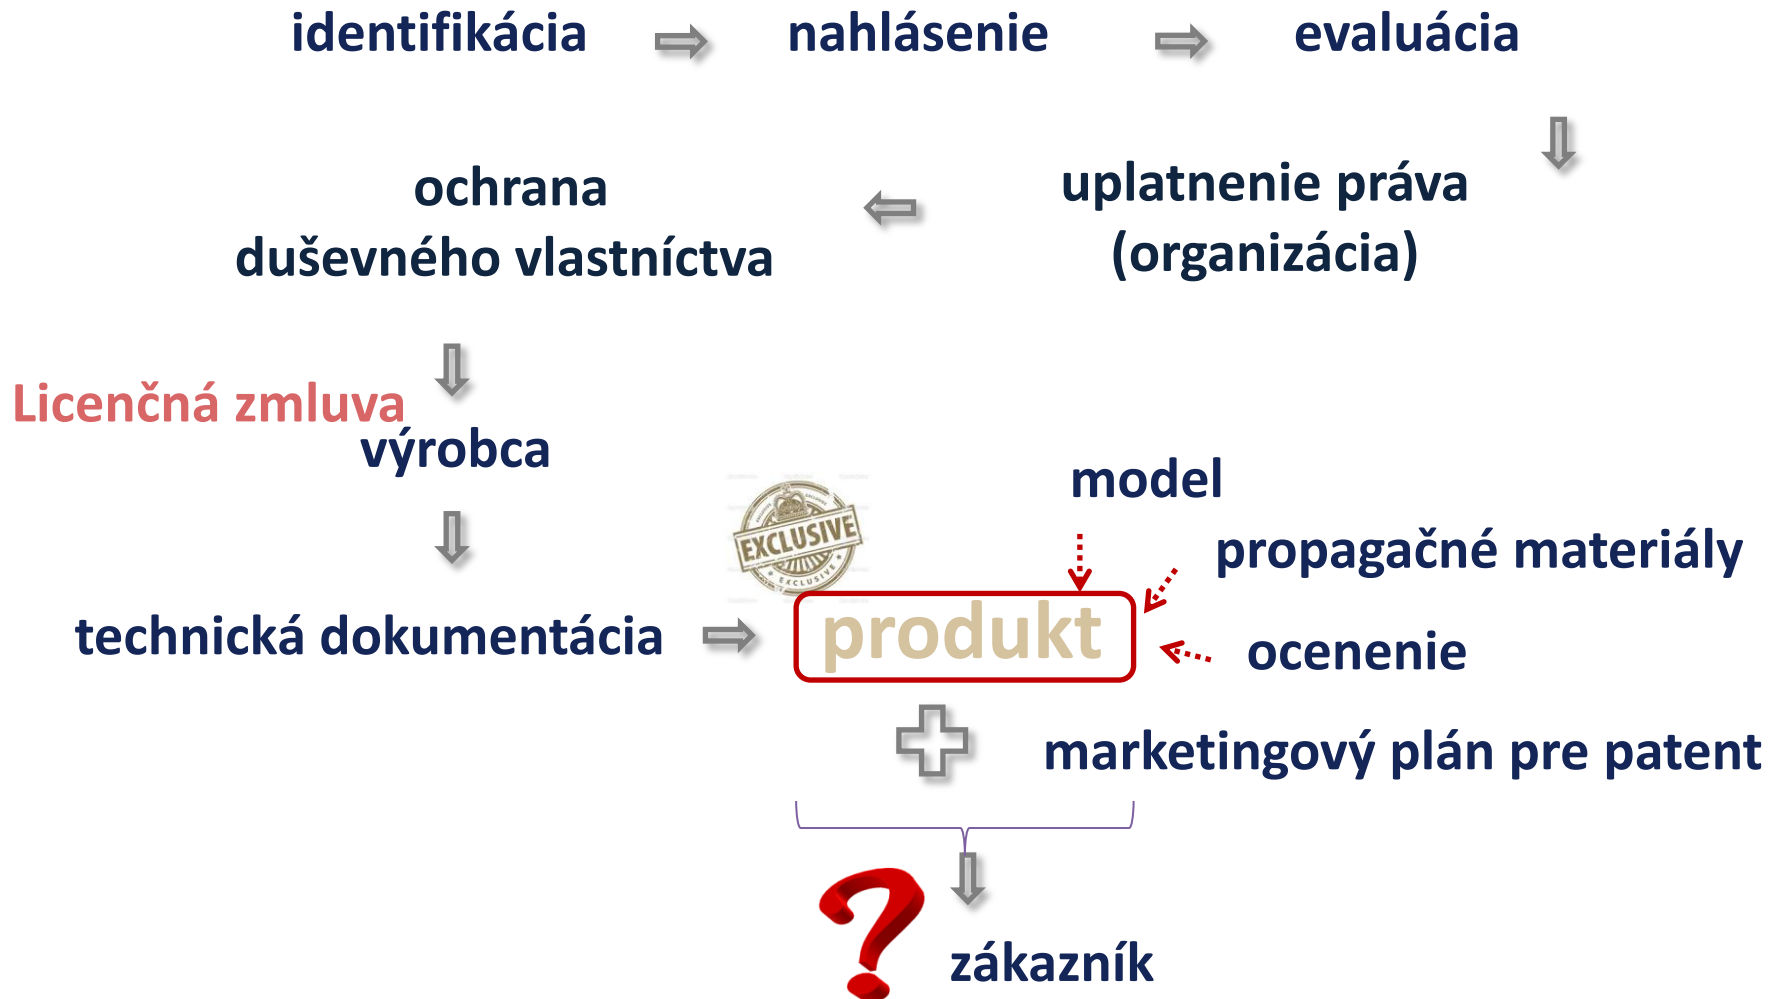 identifikácia
nahlásenie
evaluácia
uplatnenie práva
(organizácia)
ochrana
duševného vlastníctva
Licenčná zmluva
výrobca
technická dokumentácia
EXCLUSIVE
EXCLUSIVE
produkt
model
propagačné materiály
ocenenie
marketingový plán pre patent
?
zákazník